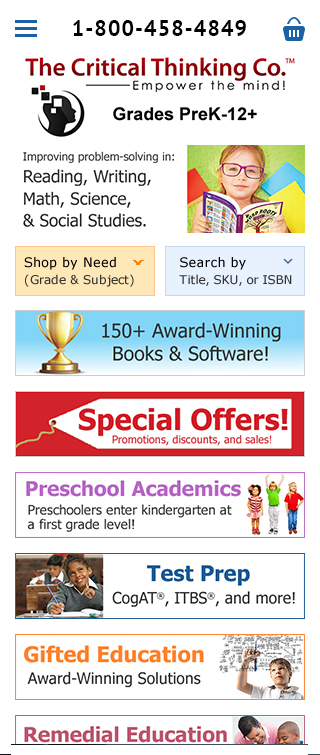 1-800-458-4849
The Critical Thinking Co.™
Empower the mind!
Grades PreK-12+
Improving problem-solving in:
Reading, Writing,
Math, Science,
& Social Studies.
Shop by Need
(Grade & Subject)
Search by
Title, SKU, or ISBN
150+ Award-Winning
Books & Software!
Special Offers!
Promotions, discounts, and sales!
Preschool Academics
Preschoolers enter kindergarten at
a first grade level!
Test Prep
CogAT®, ITBS®, and more!
Gifted Education
Award-Winning Solutions
Remedial Education